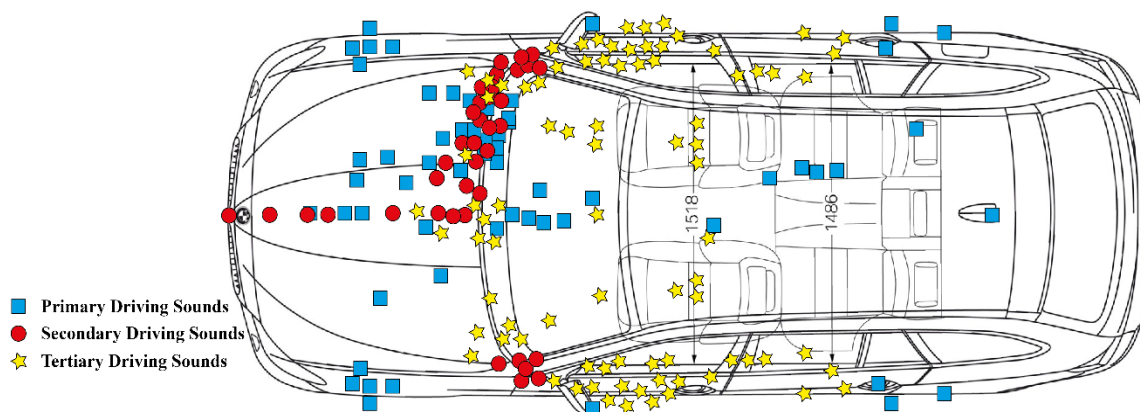 1518
1486
Primary Driving Sounds
Secondary Driving Sounds
Tertiary Driving Sounds